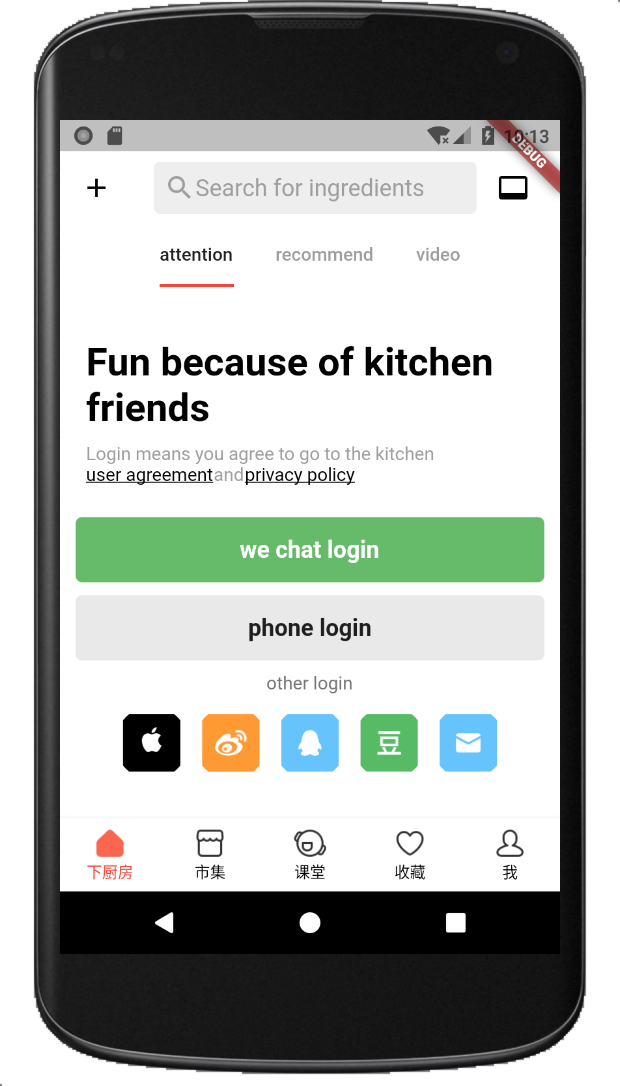 10:13
DEBUG
Search for ingredients
attention recommend video
Fun because of kitchen
friends
Login means you agree to go to the kitchen
user agreementandprivacy policy
we chat login
phone login
other login
豆
下厨房 市集 课堂 收藏 我